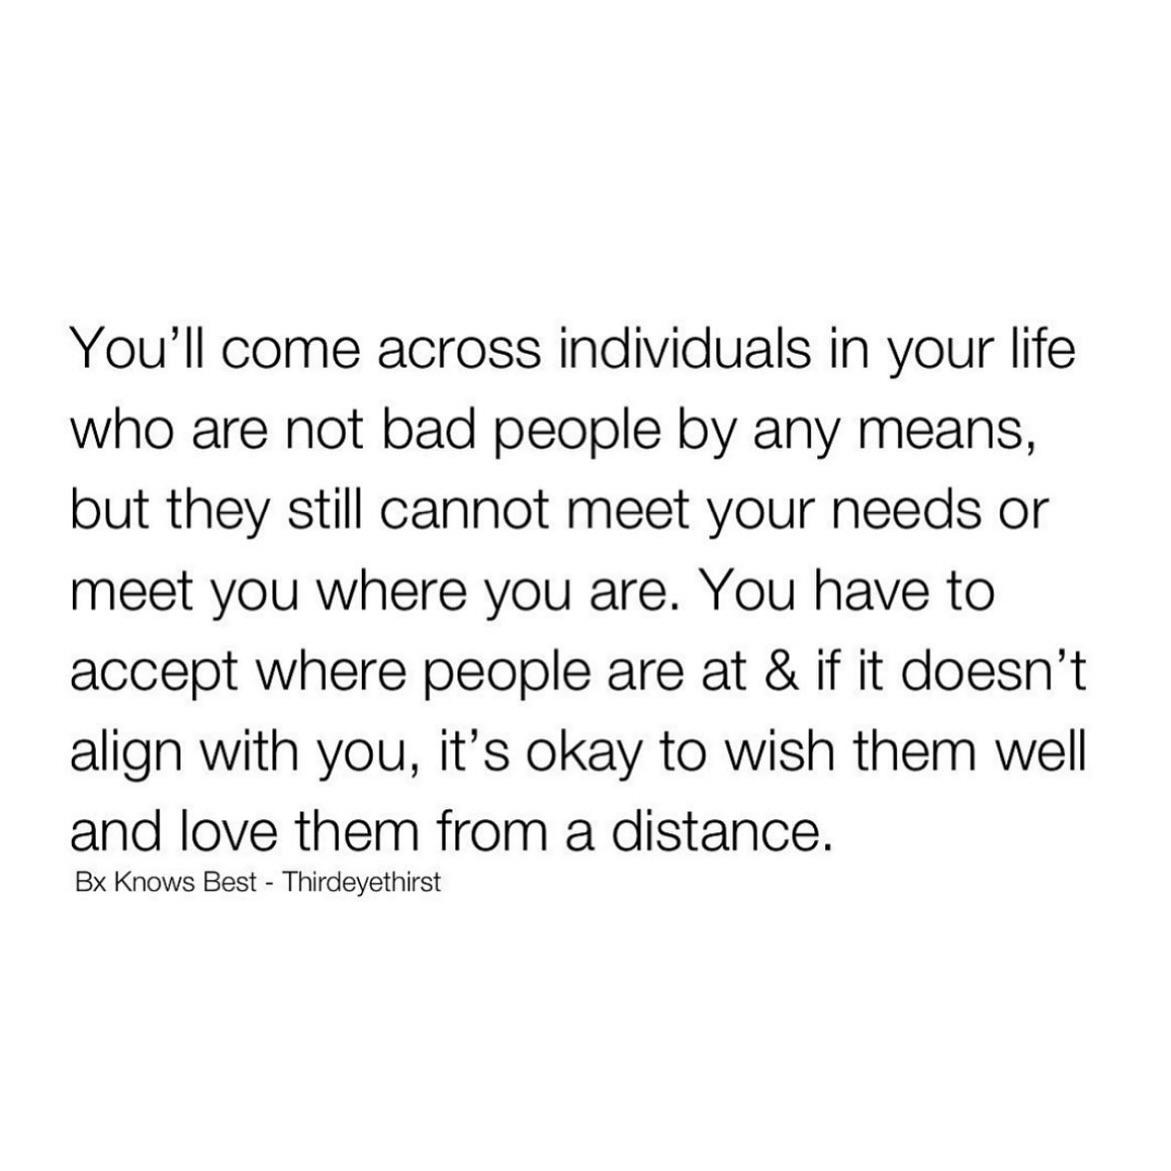 You’ll come across individuals in your life
who are not bad people by any means,
but they still cannot meet your needs or
meet you where you are. You have to
accept where people are at & if it doesn’t
align with you, it’s okay to wish them well
and love them from a distance.
Bx Knows Best - Thirdeyethirst